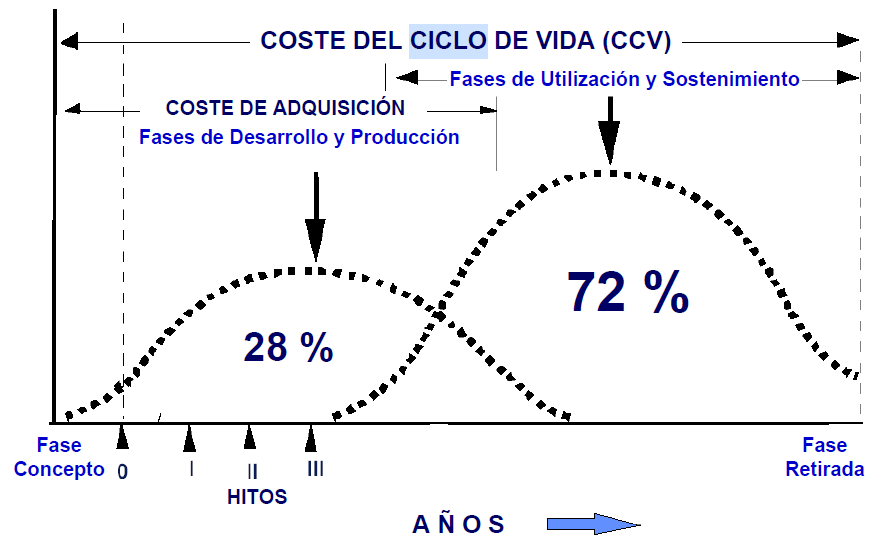 COSTE DEL CICLO DE VIDA (CCV)
Fases de Utilización y Sostenimiento
COSTE DE ADQUISICIÓN
Fases de Desarrollo y Producción
72 %
28 %
Fase
Concepto
0
I
II
III
Fase
Retirada
HITOS
AÑOS